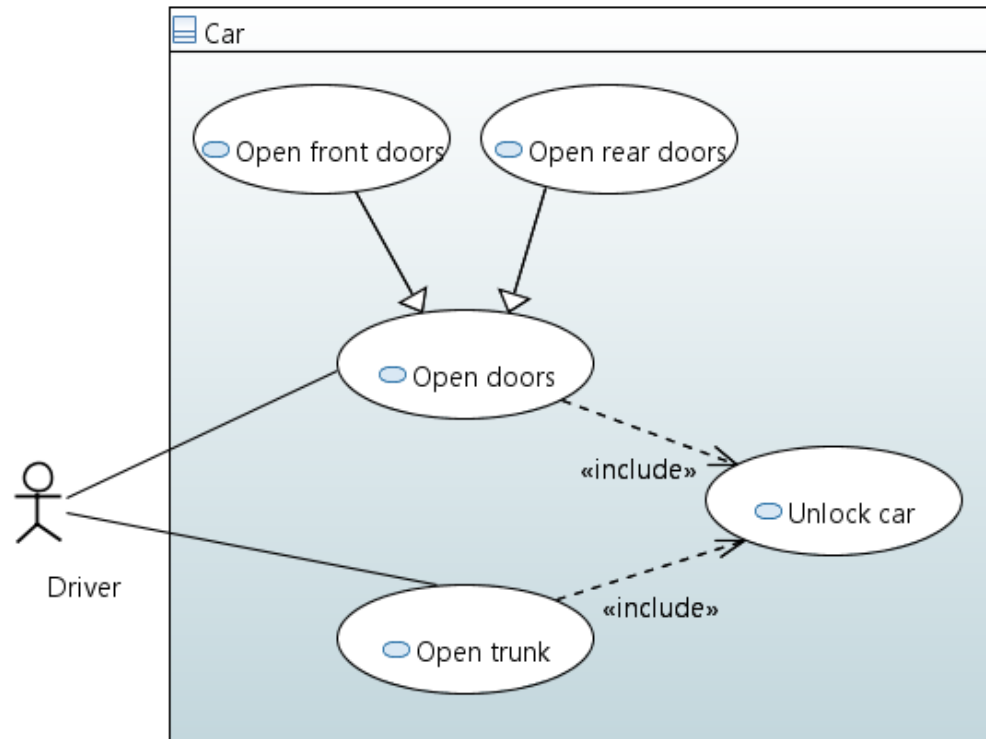 Car
Open front doors
Open rear doors
Open doors
«include»
Unlock car
Driver
«include»
Open trunk